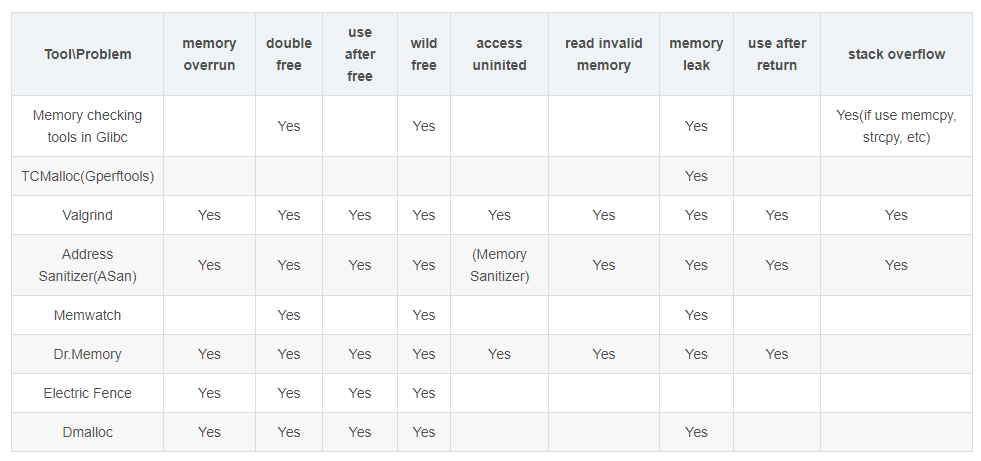 Tool\Problem memory overrun double free use after free wild free access uninited read invalid memory memory leak use after return stack overflow
Memory checking tools in Glibc Yes Yes Yes Yes(if use memcpy, strcpy, etc)
TCMalloc(Gperftools) Yes
Valgrind Yes Yes Yes Yes Yes Yes Yes Yes Yes
Address Sanitizer(ASan) Yes Yes Yes Yes (Memory Sanitizer) Yes Yes Yes Yes
Memwatch Yes Yes Yes
Dr.Memory Yes Yes Yes Yes Yes Yes Yes Yes
Electric Fence Yes Yes Yes Yes
Dmalloc Yes Yes Yes Yes Yes